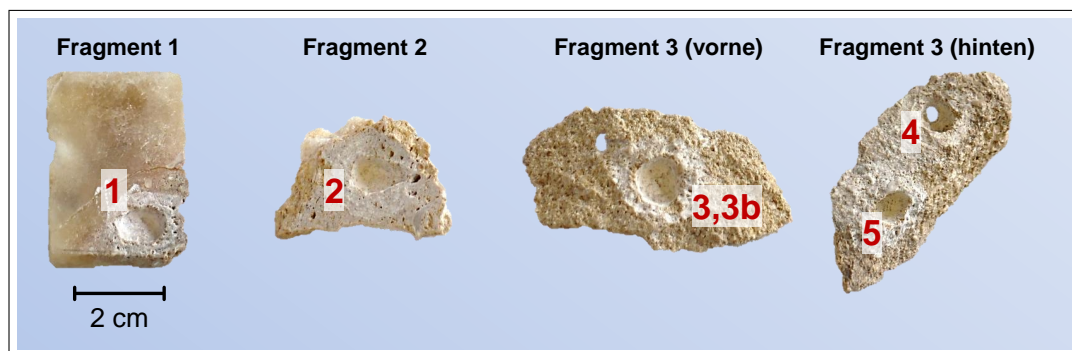 Fragment 1
Fragment 2
Fragment 3 (vorne)
Fragment 3 (hinten)
1
2
3,3b
4
5
2 cm